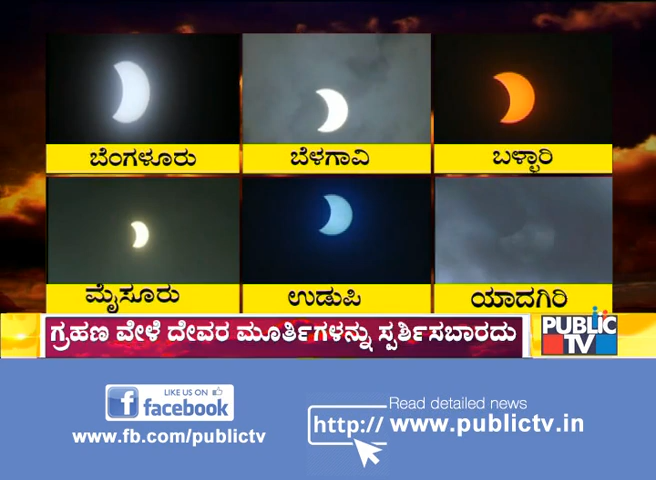 ಬೆಂಗಳೂರು
ಬೆಳಗಾವಿ
ಬಳ್ಳಾರಿ
ಮೈಸೂರು
ಉಡುಪಿ
ಯಾದಗಿರಿ
ಗ್ರಹಣ ವೇಳೆ ದೇವರ ಮೂರ್ತಿಗಳನ್ನು ಸ್ಪರ್ಶಿಸಬಾರದು
PUBLIC
TV
LIKE US ON
facebook
www.fb.com/publictv
Read detailed news
http:// www.publictv.in